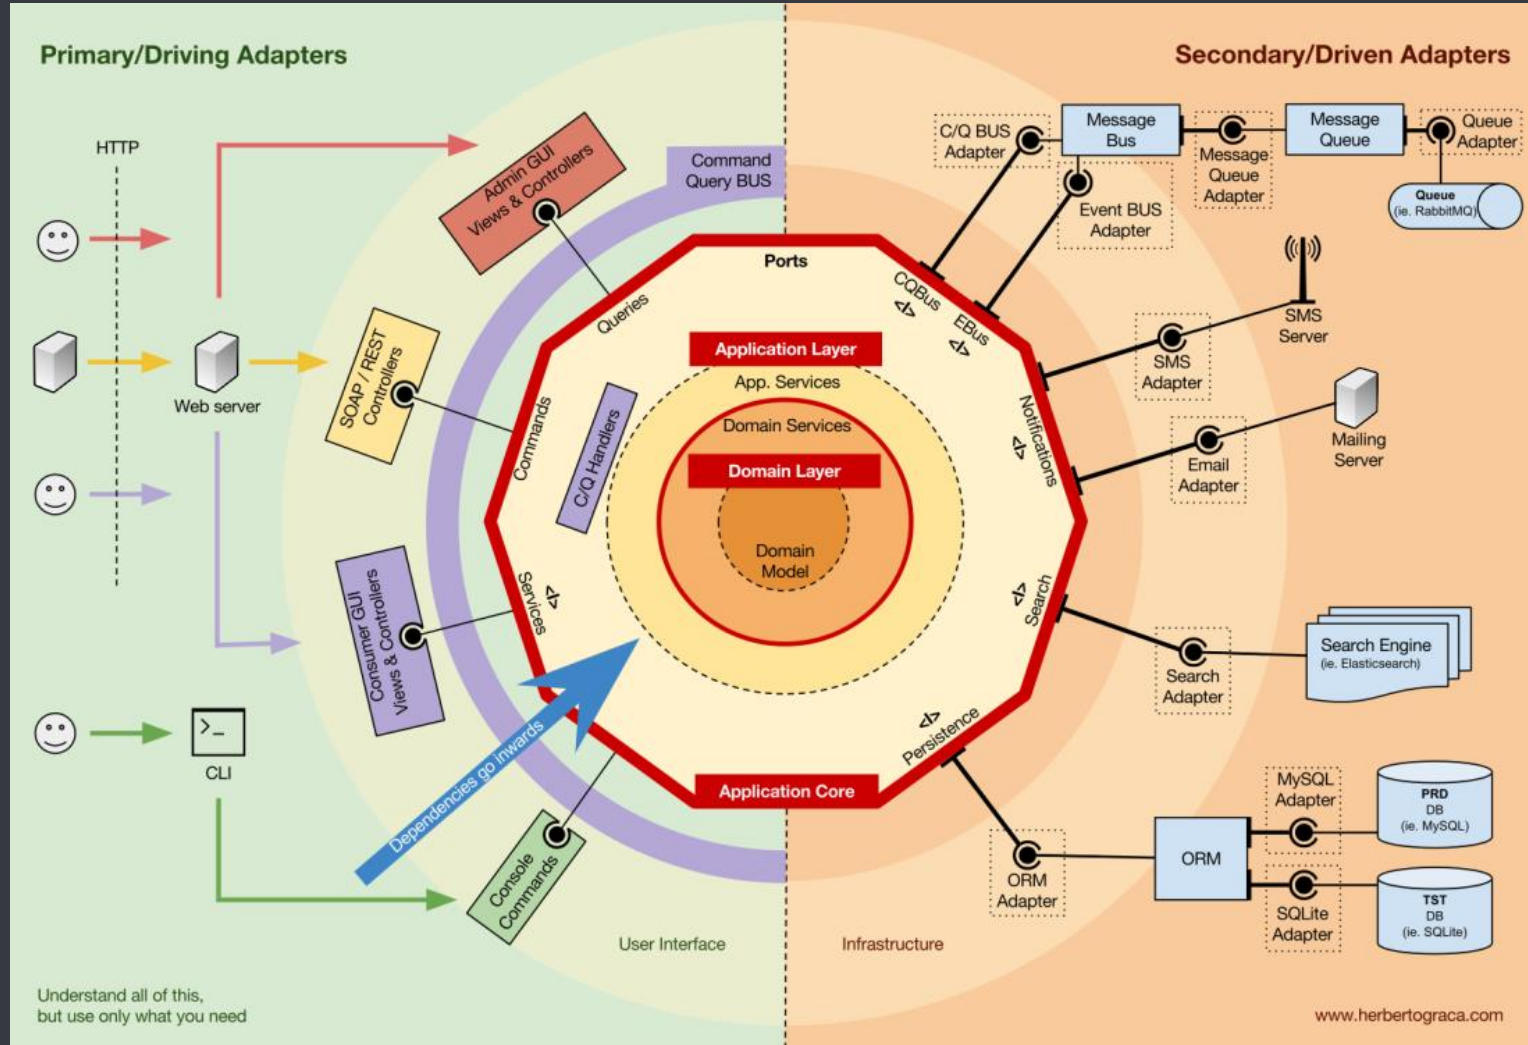 Primary/Driving Adapters
Secondary/Driven Adapters
HTTP
Web server
CLI
>_
Admin GUI
Views & Controllers
SOAP / REST
Controllers
Consumer GUI
Views & Controllers
Console
Commands
Command
Query BUS
Dependencies go inwards
Ports
Queries
Commands
Services
</>
C/Q Handlers
Application Layer
App. Services
Domain Services
Domain Layer
Domain
Model
Application Core
CQBus
</>
EBus
</>
Notifications
</>
Search
</>
Persistence
</>
C/Q BUS
Adapter
Message
Bus
Event BUS
Adapter
Message
Queue
Adapter
Message
Queue
Queue
Adapter
Queue
(ie. RabbitMQ)
SMS
Adapter
SMS
Server
Email
Adapter
Mailing
Server
Search
Adapter
Search Engine
(ie. Elasticsearch)
ORM
Adapter
ORM
MySQL
Adapter
PRD
DB
(ie. MySQL)
SQLite
Adapter
TST
DB
(ie. SQLite)
User Interface
Infrastructure
Understand all of this,
but use only what you need
www.herbertograca.com